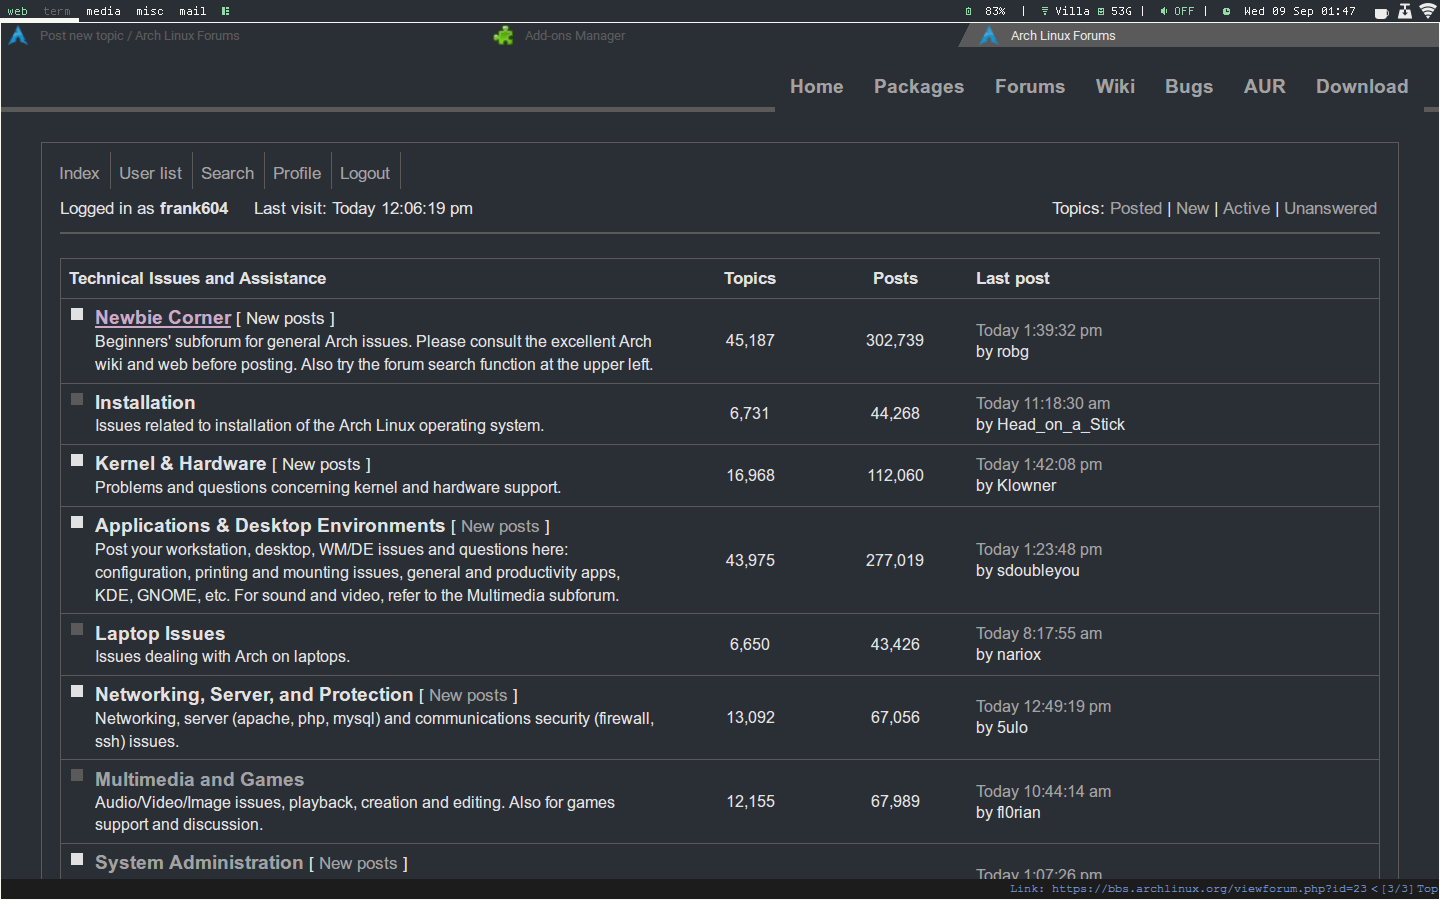 web term media misc mail 83% | Villa 53G | OFF | Wed 09 Sep 01:47
Post new topic / Arch Linux Forums Add-ons Manager Arch Linux Forums
Home Packages Forums Wiki Bugs AUR Download
Index User list Search Profile Logout
Logged in as frank604 Last visit: Today 12:06:19 pm Topics: Posted | New | Active | Unanswered
Technical Issues and Assistance Topics Posts Last post
Newbie Corner [ New posts ]
Beginners' subforum for general Arch issues. Please consult the excellent Arch
wiki and web before posting. Also try the forum search function at the upper left.
45,187 302,739
Today 1:39:32 pm
by robg
Installation
Issues related to installation of the Arch Linux operating system.
6,731 44,268
Today 11:18:30 am
by Head_on_a_Stick
Kernel & Hardware [ New posts ]
Problems and questions concerning kernel and hardware support.
16,968 112,060
Today 1:42:08 pm
by Klowner
Applications & Desktop Environments [ New posts ]
Post your workstation, desktop, WM/DE issues and questions here:
configuration, printing and mounting issues, general and productivity apps,
KDE, GNOME, etc. For sound and video, refer to the Multimedia subforum.
43,975 277,019
Today 1:23:48 pm
by sdoubleyou
Laptop Issues
Issues dealing with Arch on laptops.
6,650 43,426
Today 8:17:55 am
by nariox
Networking, Server, and Protection [ New posts ]
Networking, server (apache, php, mysql) and communications security (firewall,
ssh) issues.
13,092 67,056
Today 12:49:19 pm
by 5ulo
Multimedia and Games
Audio/Video/Image issues, playback, creation and editing. Also for games
support and discussion.
12,155 67,989
Today 10:44:14 am
by fl0rian
System Administration [ New posts ]
Today 1:07:26 pm
Link: https://bbs.archlinux.org/viewforum.php?id=23 < [3/3] Top